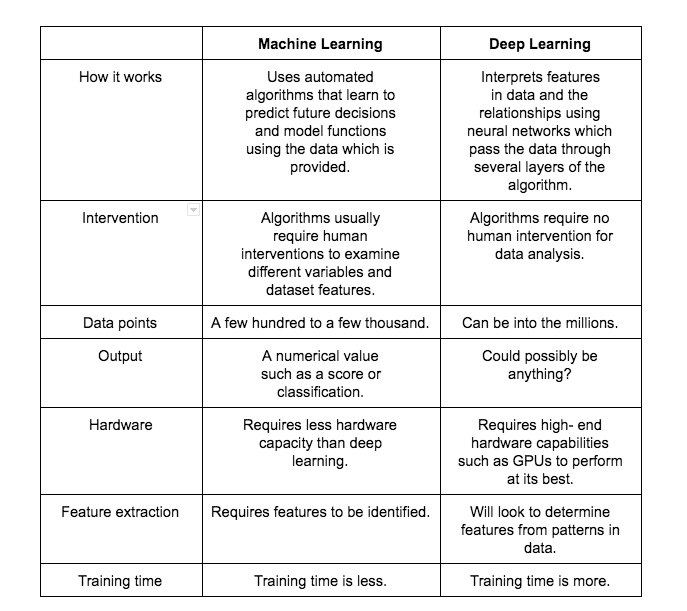 Machine Learning
Deep Learning
How it works
Uses automated
algorithms that learn to
predict future decisions
and model functions
using the data which is
provided.
Interprets features
in data and the
relationships using
neural networks which
pass the data through
several layers of the
algorithm.
Intervention
Algorithms usually
require human
interventions to examine
different variables and
dataset features.
Algorithms require no
human intervention for
data analysis.
Data points
A few hundred to a few thousand.
Can be into the millions.
Output
A numerical value
such as a score or
classification.
Could possibly be
anything?
Hardware
Requires less hardware
capacity than deep
learning.
Requires high- end
hardware capabilities
such as GPUs to perform
at its best.
Feature extraction
Requires features to be identified.
Will look to determine
features from patterns in
data.
Training time
Training time is less.
Training time is more.